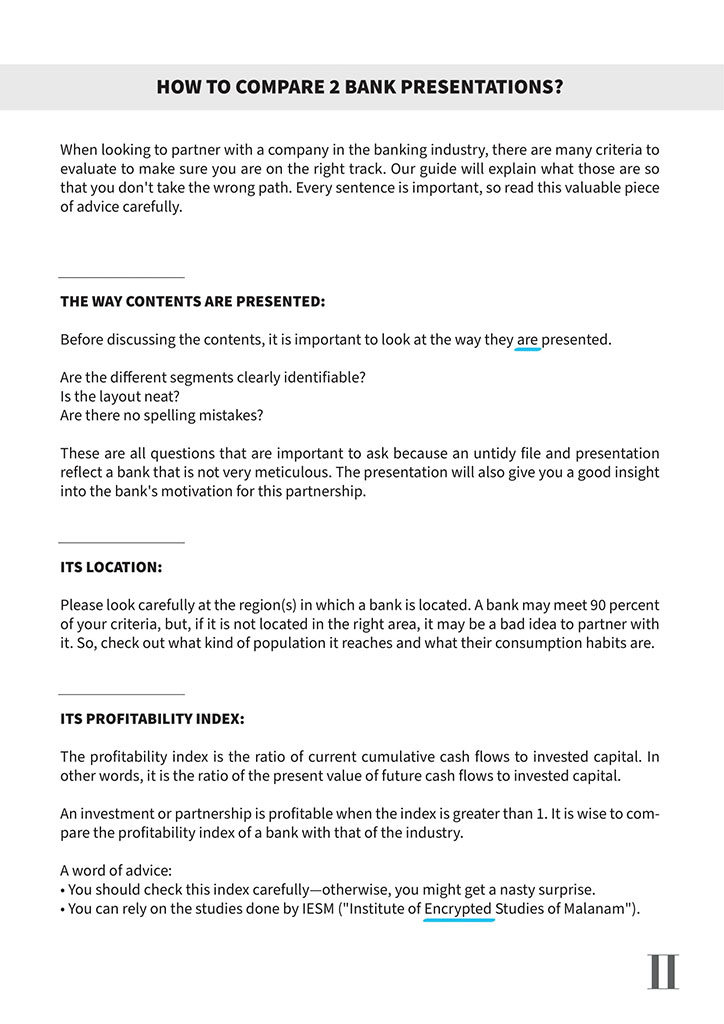 HOW TO COMPARE 2 BANK PRESENTATIONS?
When looking to partner with a company in the banking industry, there are many criteria to
evaluate to make sure you are on the right track. Our guide will explain what those are so
that you don't take the wrong path. Every sentence is important, so read this valuable piece
of advice carefully.
THE WAY CONTENTS ARE PRESENTED:
Before discussing the contents, it is important to look at the way they are presented.
Are the different segments clearly identifiable?
Is the layout neat?
Are there no spelling mistakes?
These are all questions that are important to ask because an untidy file and presentation
reflect a bank that is not very meticulous. The presentation will also give you a good insight
into the bank's motivation for this partnership.
ITS LOCATION:
Please look carefully at the region(s) in which a bank is located. A bank may meet 90 percent
of your criteria, but, if it is not located in the right area, it may be a bad idea to partner with
it. So, check out what kind of population it reaches and what their consumption habits are.
ITS PROFITABILITY INDEX:
The profitability index is the ratio of current cumulative cash flows to invested capital. In
other words, it is the ratio of the present value of future cash flows to invested capital.
An investment or partnership is profitable when the index is greater than 1. It is wise to com-
pare the profitability index of a bank with that of the industry.
A word of advice:
• You should check this index carefully—otherwise, you might get a nasty surprise.
• You can rely on the studies done by IESM ("Institute of Encrypted Studies of Malanam").
II